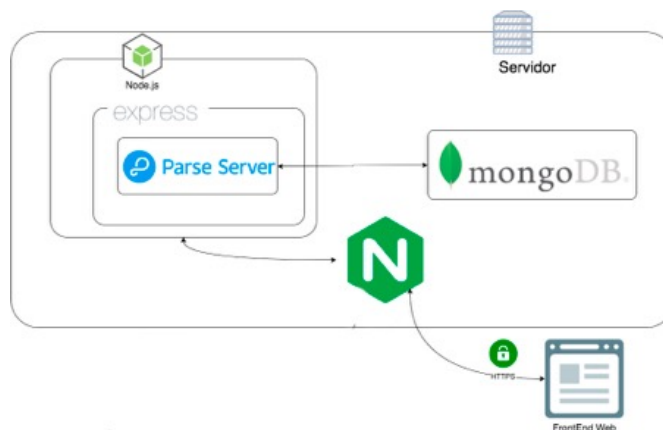 Servidor
Node.js
express
Parse Server
mongoDB.
N
HTTPS
FrontEnd Web